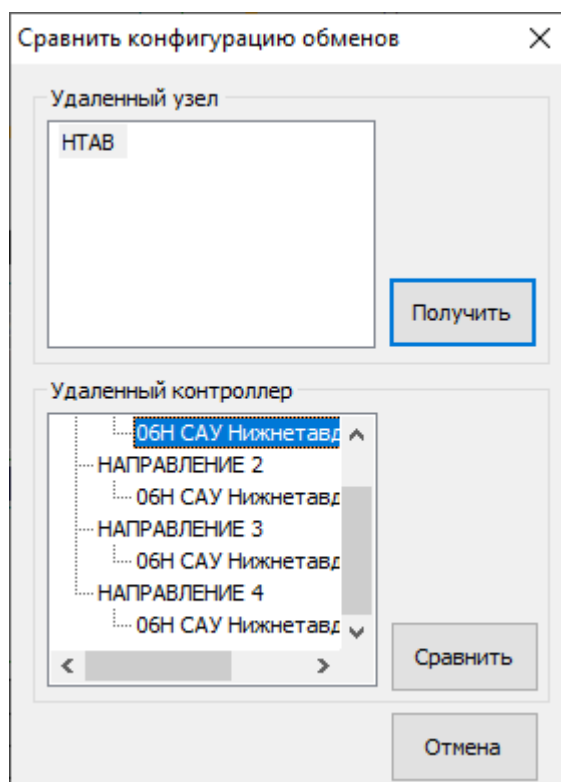 Сравнить конфигурацию обменов
Удаленный узел
НТАВ
Получить
Удаленный контроллер
06Н САУ Нижнетавд
НАПРАВЛЕНИЕ 2
06Н САУ Нижнетавд
НАПРАВЛЕНИЕ 3
06Н САУ Нижнетавд
НАПРАВЛЕНИЕ 4
06Н САУ Нижнетавд
Сравнить
Отмена